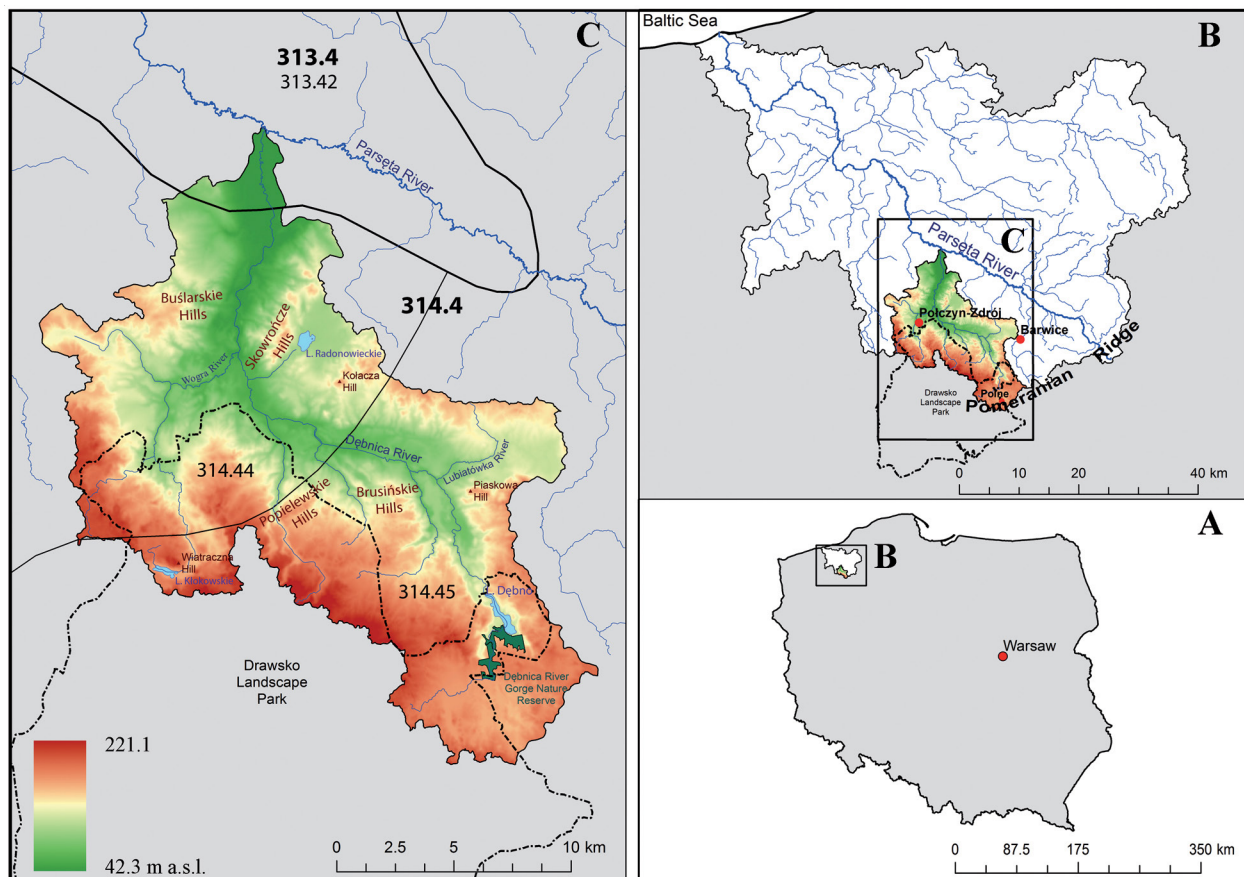 C
313.4
313.42
Parsęta River
Buślarskie
Hills
Skowrończe
Hills
314.4
L. Radonowieckie
Wogra River
Kołacza
Hill
Dębnica River
Lubiatówka River
314.44
Popielewskie
Hills
Brusińskie
Hills
Piaskowa
Hill
Wiatraczna
Hill
L. Kłokowskie
314.45
L. Dębno
Drawsko
Landscape
Park
Dębnica River
Gorge Nature
Reserve
221.1
42.3 m a.s.l.
0 2.5 5 10 km
Baltic Sea
B
C
Parsęta River
Połczyn-Zdrój
Barwice
Polne
Pomeranian Ridge
Drawsko
Landscape
Park
0 10 20 40 km
A
B
Warsaw
0 87.5 175 350 km